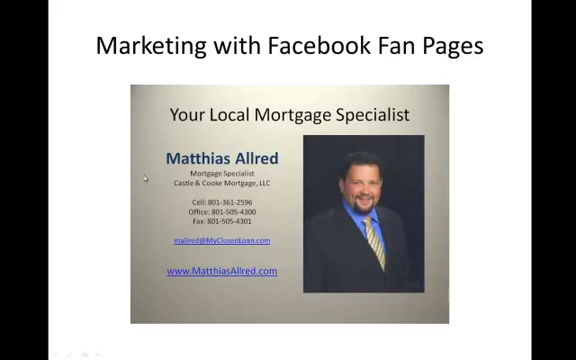 Marketing with Facebook Fan Pages
Your Local Mortgage Specialist
Matthias Allred
Mortgage Specialist
Castle & Cooke Mortgage, LLC
Cell: 801-361-2596
Office: 801-505-4300
Fax: 801-505-4301
mallred@MyClosedLoan.com
www.MatthiasAllred.com